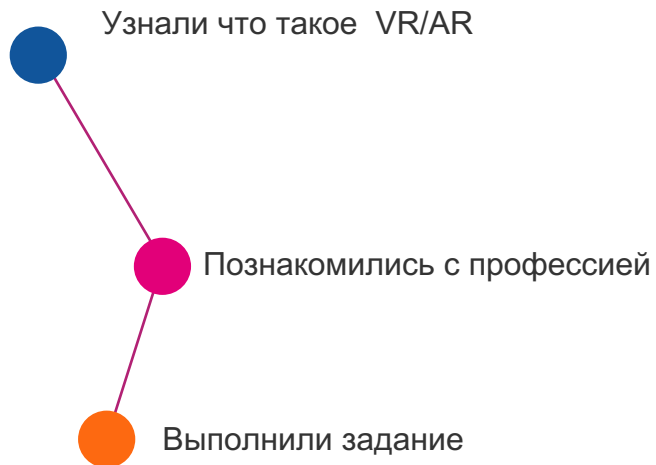 Узнали что такое  VR/AR
Познакомились с профессией
Выполнили задание